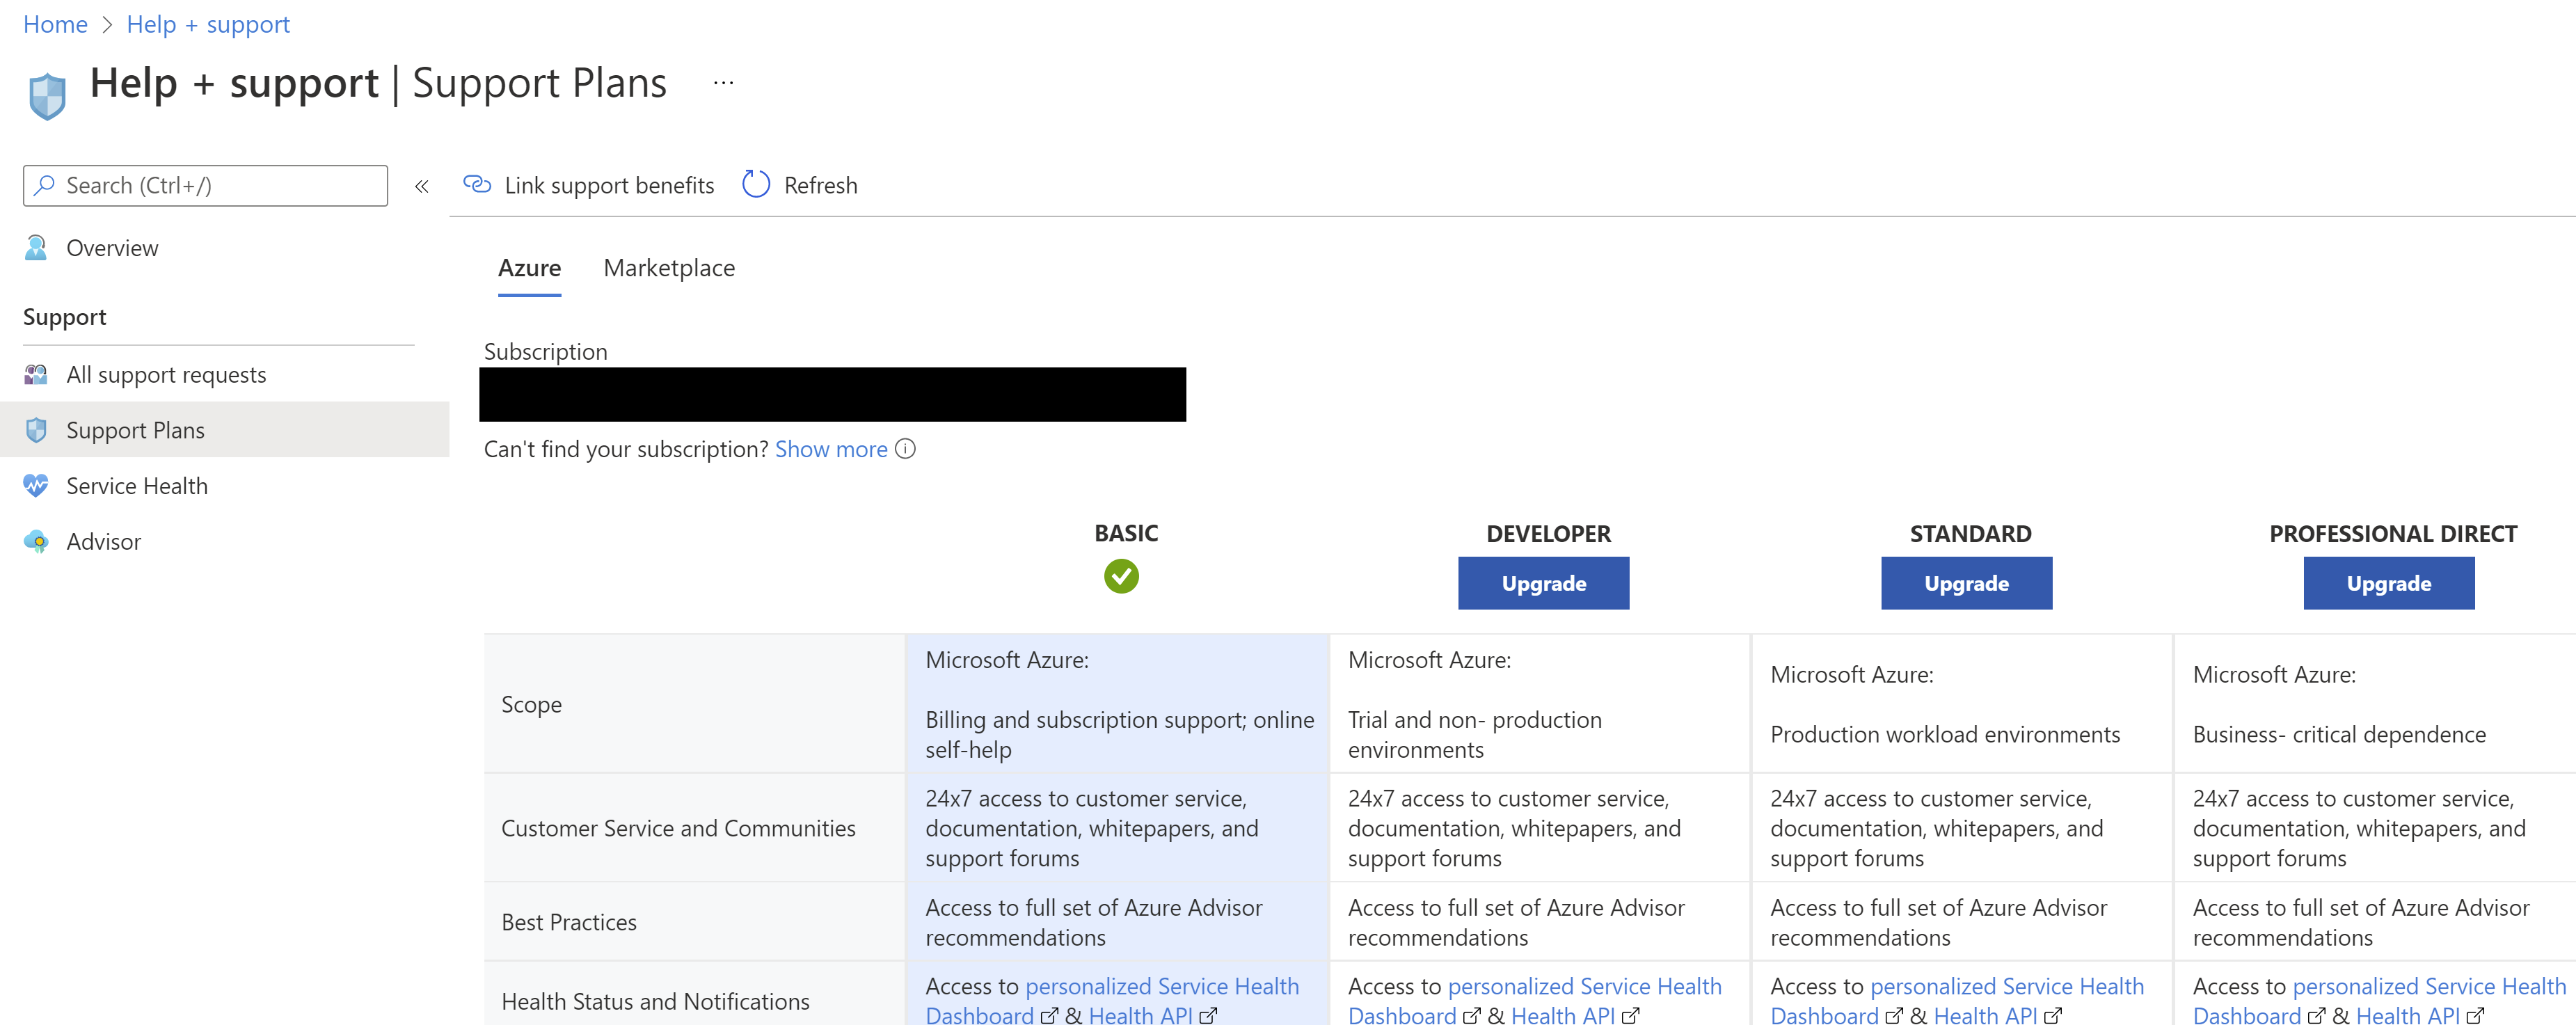 Home > Help + support
Help + support | Support Plans ...
Search (Ctrl+/)
«
Link support benefits
Refresh
Overview
Support
All support requests
Support Plans
Service Health
Advisor
Azure
Marketplace
Subscription
Can't find your subscription? Show more
BASIC
DEVELOPER
STANDARD
PROFESSIONAL DIRECT
Upgrade
Upgrade
Upgrade
Scope
Microsoft Azure:
Billing and subscription support; online
self-help
Microsoft Azure:
Trial and non- production
environments
Microsoft Azure:
Production workload environments
Microsoft Azure:
Business- critical dependence
Customer Service and Communities
24x7 access to customer service,
documentation, whitepapers, and
support forums
24x7 access to customer service,
documentation, whitepapers, and
support forums
24x7 access to customer service,
documentation, whitepapers, and
support forums
24x7 access to customer service,
documentation, whitepapers, and
support forums
Best Practices
Access to full set of Azure Advisor
recommendations
Access to full set of Azure Advisor
recommendations
Access to full set of Azure Advisor
recommendations
Access to full set of Azure Advisor
recommendations
Health Status and Notifications
Access to personalized Service Health
Dashboard & Health API
Access to personalized Service Health
Dashboard & Health API
Access to personalized Service Health
Dashboard & Health API
Access to personalized Service Health
Dashboard & Health API